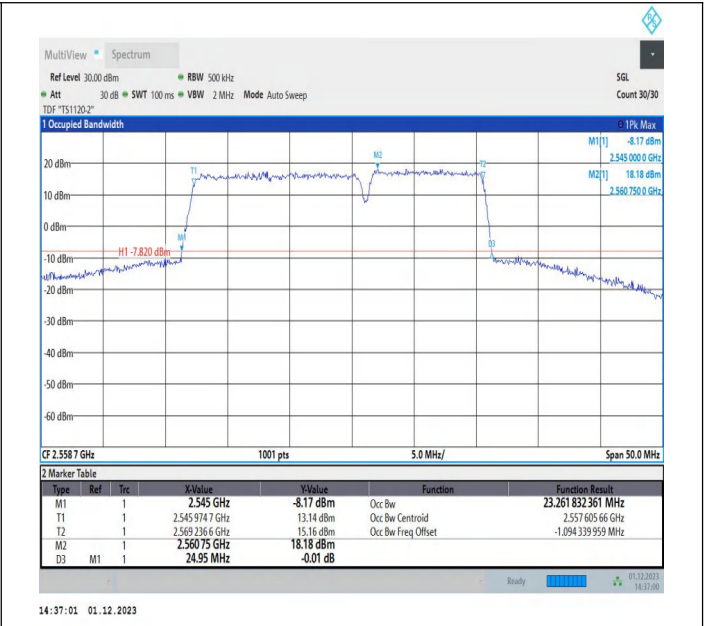 R S
MultiView Spectrum
Ref Level 30.00 dBm RBW 500 kHz SGL
Att 30 dB SWT 100 ms VBW 2 MHz Mode Auto Sweep Count 30/30
TDF "TS1120-2"
1 Occupied Bandwidth 1Pk Max
M1[1] -8.17 dBm
2.545 000 0 GHz
M2[1] 18.18 dBm
2.560 750 0 GHz
M2
T1
T2
20 dBm
10 dBm
0 dBm
M1
D3
H1 -7.820 dBm
-10 dBm
-20 dBm
-30 dBm
-40 dBm
-50 dBm
-60 dBm
CF 2.558 7 GHz 1001 pts 5.0 MHz/ Span 50.0 MHz
2 Marker Table
Type Ref Trc X-Value Y-Value Function Function Result
M1 1 2.545 GHz -8.17 dBm Occ Bw 23.261 832 361 MHz
T1 1 2.545 974 7 GHz 13.14 dBm Occ Bw Centroid 2.557 605 66 GHz
T2 1 2.569 236 6 GHz 15.16 dBm Occ Bw Freq Offset -1.094 339 959 MHz
M2 1 2.560 75 GHz 18.18 dBm
D3 M1 1 24.95 MHz -0.01 dB
Ready 01.12.2023
14:37:00
14:37:01 01.12.2023